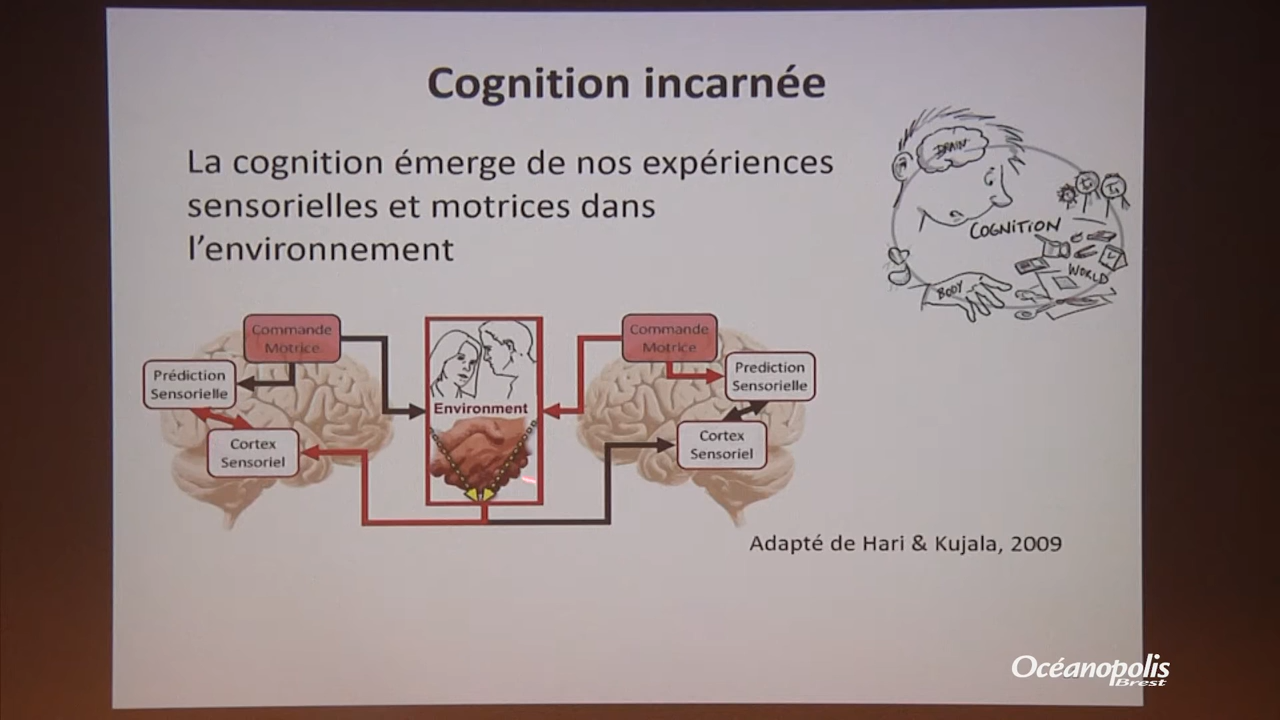 Cognition incarnée
La cognition émerge de nos expériences
sensorielles et motrices dans
l'environnement
BRAIN
COGNITION
WORLD
BODY
Commande
Motrice
Prédiction
Sensorielle
Cortex
Sensoriel
Environment
Commande
Motrice
Prediction
Sensorielle
Cortex
Sensoriel
Adapté de Hari & Kujala, 2009
Océanopolis
Brest